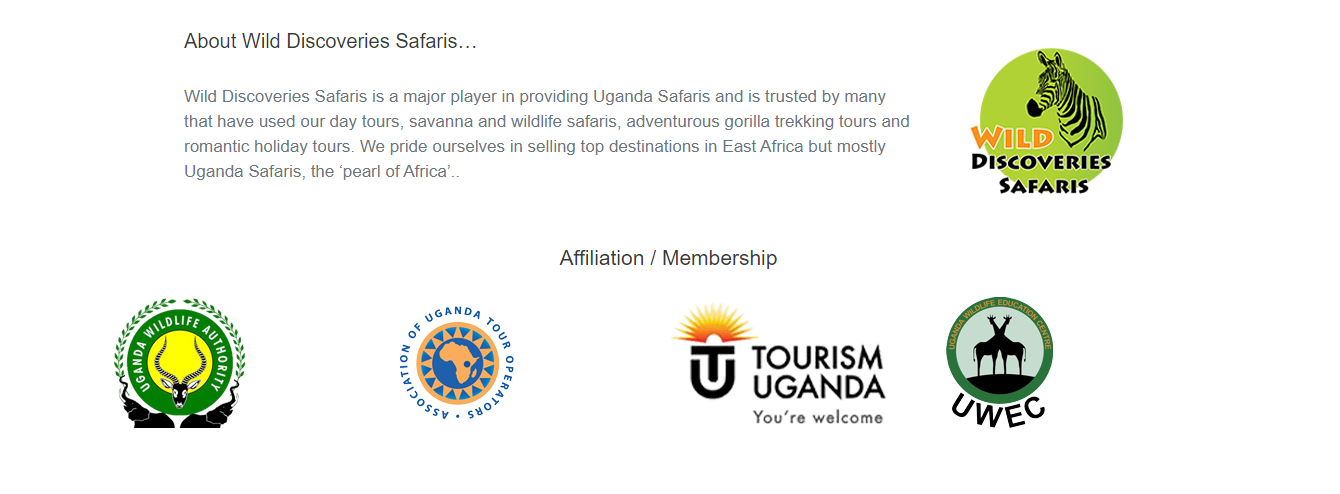 About Wild Discoveries Safaris…
Wild Discoveries Safaris is a major player in providing Uganda Safaris and is trusted by many
that have used our day tours, savanna and wildlife safaris, adventurous gorilla trekking tours and
romantic holiday tours. We pride ourselves in selling top destinations in East Africa but mostly
Uganda Safaris, the ‘pearl of Africa’..
WILD
DISCOVERIES
SAFARIS
Affiliation / Membership
UGANDA WILDLIFE AUTHORITY
ASSOCIATION OF UGANDA TOUR OPERATORS •
TOURISM
UGANDA
You're welcome
UGANDA WILDLIFE EDUCATION CENTRE
UWEC